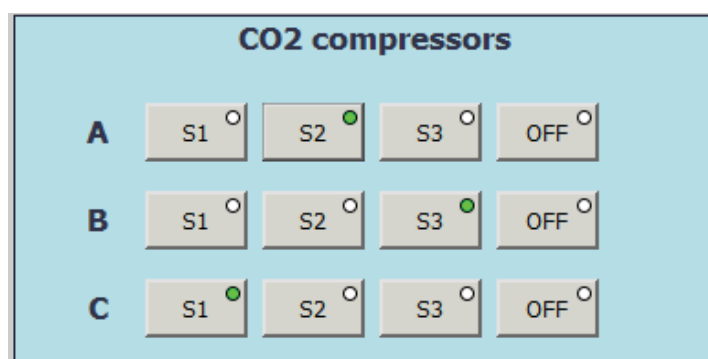 CO2 compressors
A S1 S2 S3 OFF
B S1 S2 S3 OFF
C S1 S2 S3 OFF